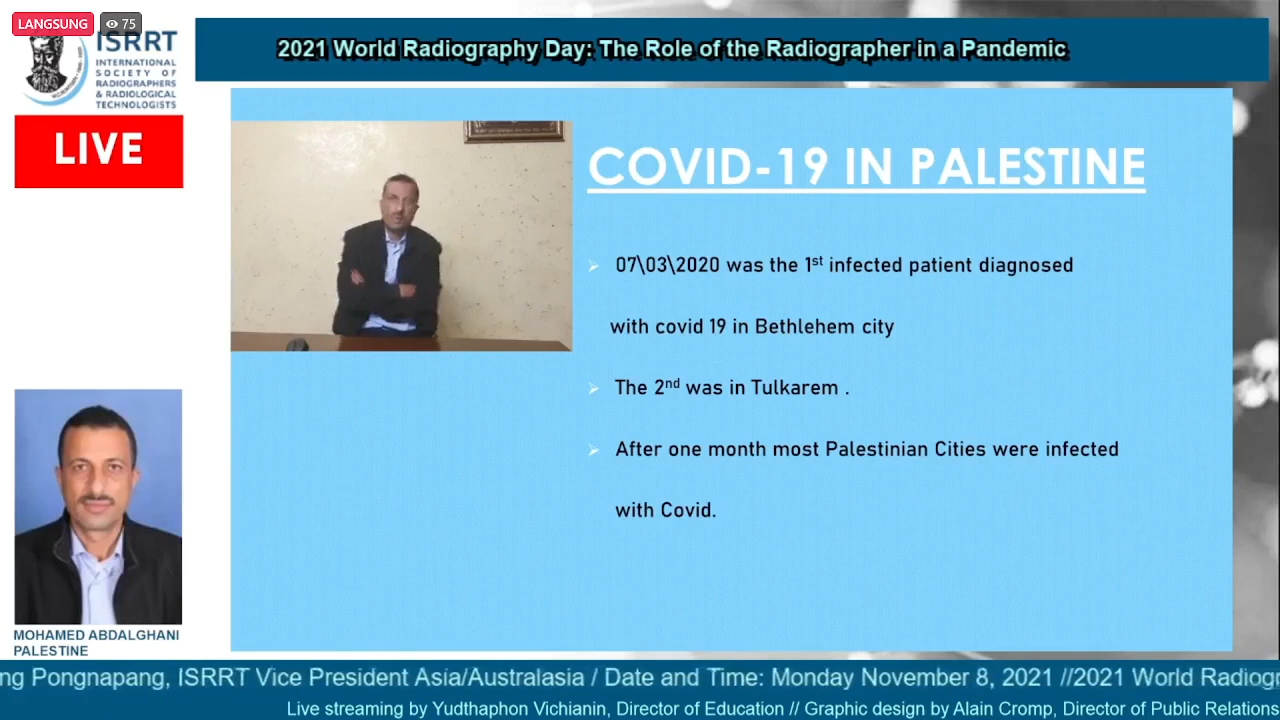 LANGSUNG
75
ISRRT
INTERNATIONAL
SOCIETY OF
RADIOGRAPHERS
& RADIOLOGICAL
TECHNOLOGISTS
2021 World Radiography Day: The Role of the Radiographer in a Pandemic
LIVE
COVID-19 IN PALESTINE
07\03\2020 was the 1st infected patient diagnosed
with covid 19 in Bethlehem city
The 2nd was in Tulkarem .
After one month most Palestinian Cities were infected
with Covid.
MOHAMED ABDALGHANI
PALESTINE
ng Pongnapang, ISRRT Vice President Asia/Australasia / Date and Time: Monday November 8, 2021 //2021 World Radiogr
Live streaming by Yudthaphon Vichianin, Director of Education // Graphic design by Alain Cromp, Director of Public Relations